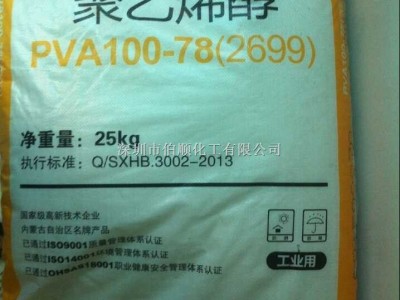 聚乙烯醇
PVA100-78(2699)
净重量: 25kg
深圳市伯顺化工有限公司
执行标准: Q/SXHB.3002-2013
国家级高新技术企业
内蒙古自治区名牌产品
已通过ISO9001质量管理体系认证
已通过ISO14001环境管理体系认证
已通过OHSAS18001职业健康安全管理体系认证
工业用